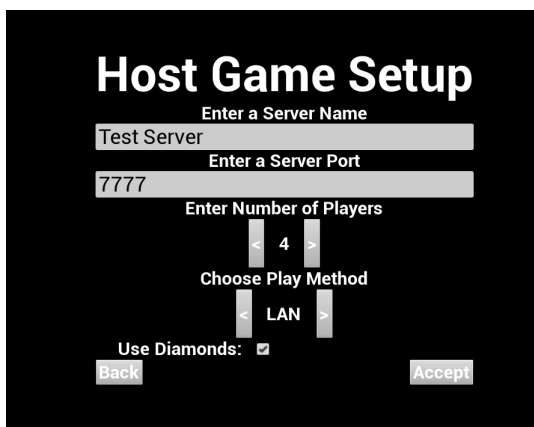 Host Game Setup
Enter a Server Name
Test Server
Enter a Server Port
7777
Enter Number of Players
< 4 >
Choose Play Method
< LAN >
Use Diamonds:
Back Accept